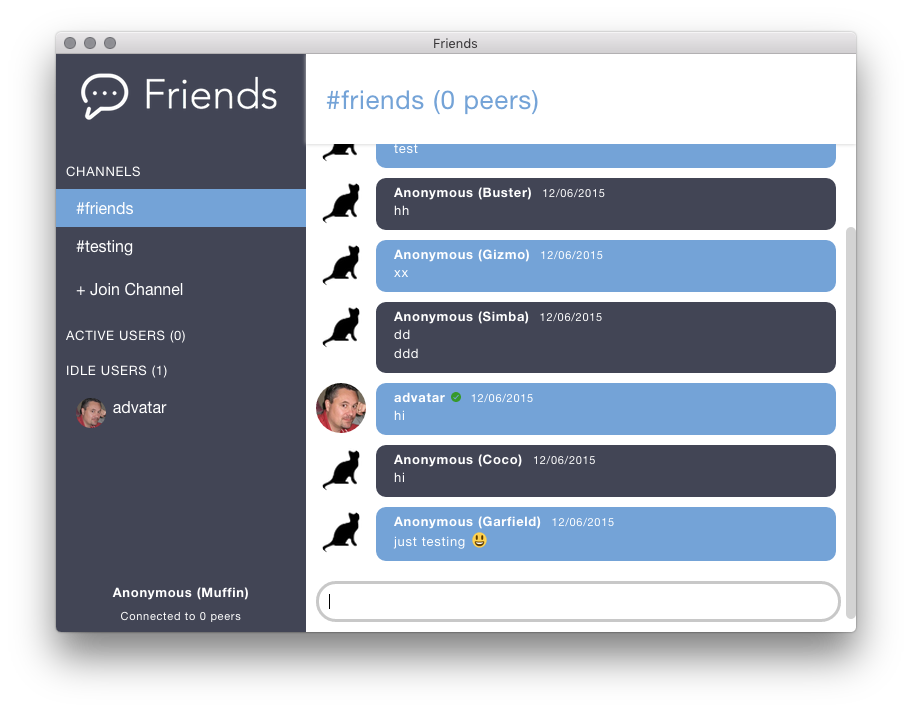 Friends
Friends
CHANNELS
#friends
#testing
+ Join Channel
ACTIVE USERS (0)
IDLE USERS (1)
advatar
Anonymous (Muffin)
Connected to 0 peers
#friends (0 peers)
test
Anonymous (Buster) 12/06/2015
hh
Anonymous (Gizmo) 12/06/2015
xx
Anonymous (Simba) 12/06/2015
dd
ddd
advatar 12/06/2015
hi
Anonymous (Coco) 12/06/2015
hi
Anonymous (Garfield) 12/06/2015
just testing 😃